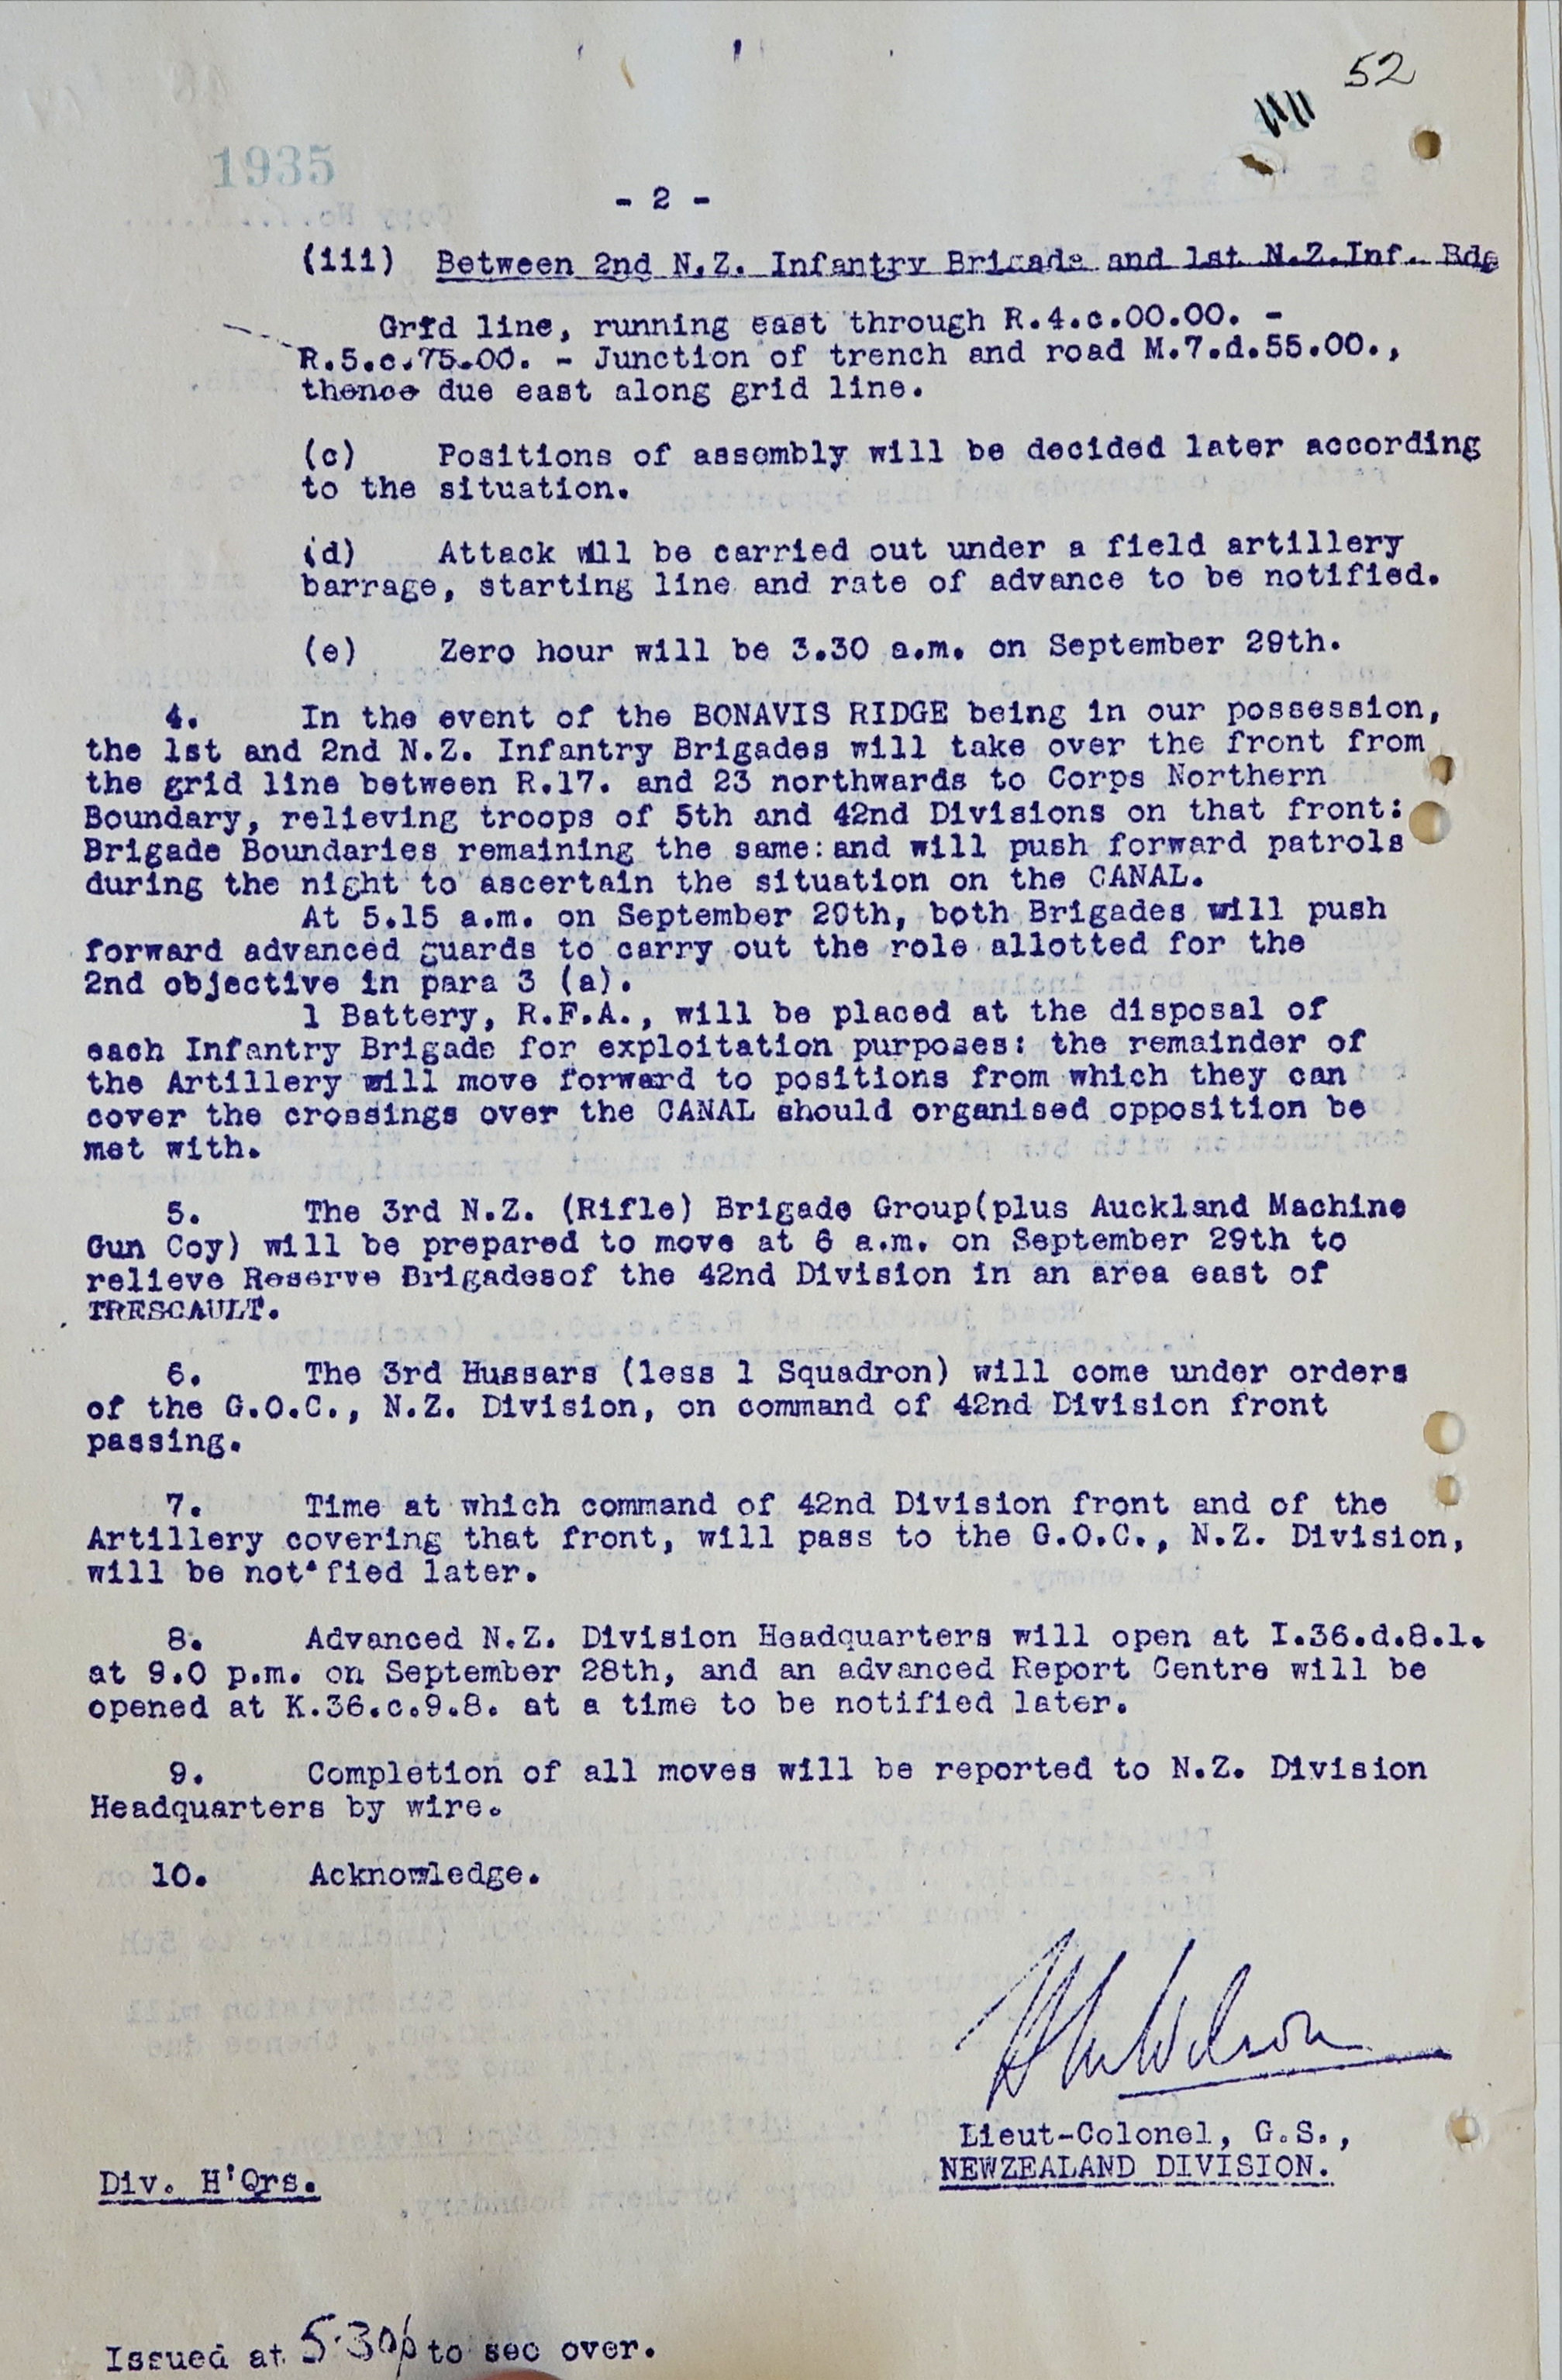 52
1935
- 2 -
(iii) Between 2nd N.Z. Infantry Brigade and 1st N.Z.Inf. Bde
Grid line, running east through R.4.c.00.00. -
R.5.c.75.00. - Junction of trench and road M.7.d.55.00.,
thence due east along grid line.
(c) Positions of assembly will be decided later according
to the situation.
(d) Attack will be carried out under a field artillery
barrage, starting line and rate of advance to be notified.
(e) Zero hour will be 3.30 a.m. on September 29th.
4. In the event of the BONAVIS RIDGE being in our possession,
the 1st and 2nd N.Z. Infantry Brigades will take over the front from
the grid line between R.17. and 23 northwards to Corps Northern
Boundary, relieving troops of 5th and 42nd Divisions on that front:
Brigade Boundaries remaining the same: and will push forward patrols
during the night to ascertain the situation on the CANAL.
At 5.15 a.m. on September 29th, both Brigades will push
forward advanced guards to carry out the role allotted for the
2nd objective in para 3 (a).
1 Battery, R.F.A., will be placed at the disposal of
each Infantry Brigade for exploitation purposes: the remainder of
the Artillery will move forward to positions from which they can
cover the crossings over the CANAL should organised opposition be
met with.
5. The 3rd N.Z. (Rifle) Brigade Group(plus Auckland Machine
Gun Coy) will be prepared to move at 6 a.m. on September 29th to
relieve Reserve Brigadesof the 42nd Division in an area east of
TRESCAULT.
6. The 3rd Hussars (less 1 Squadron) will come under orders
of the G.O.C., N.Z. Division, on command of 42nd Division front
passing.
7. Time at which command of 42nd Division front and of the
Artillery covering that front, will pass to the G.O.C., N.Z. Division,
will be notified later.
8. Advanced N.Z. Division Headquarters will open at I.36.d.8.1.
at 9.0 p.m. on September 28th, and an advanced Report Centre will be
opened at K.36.c.9.8. at a time to be notified later.
9. Completion of all moves will be reported to N.Z. Division
Headquarters by wire.
10. Acknowledge.
Wilson
Lieut-Colonel, G.S.,
NEWZEALAND DIVISION.
Div. H'Qrs.
Issued at 5.30p to see over.